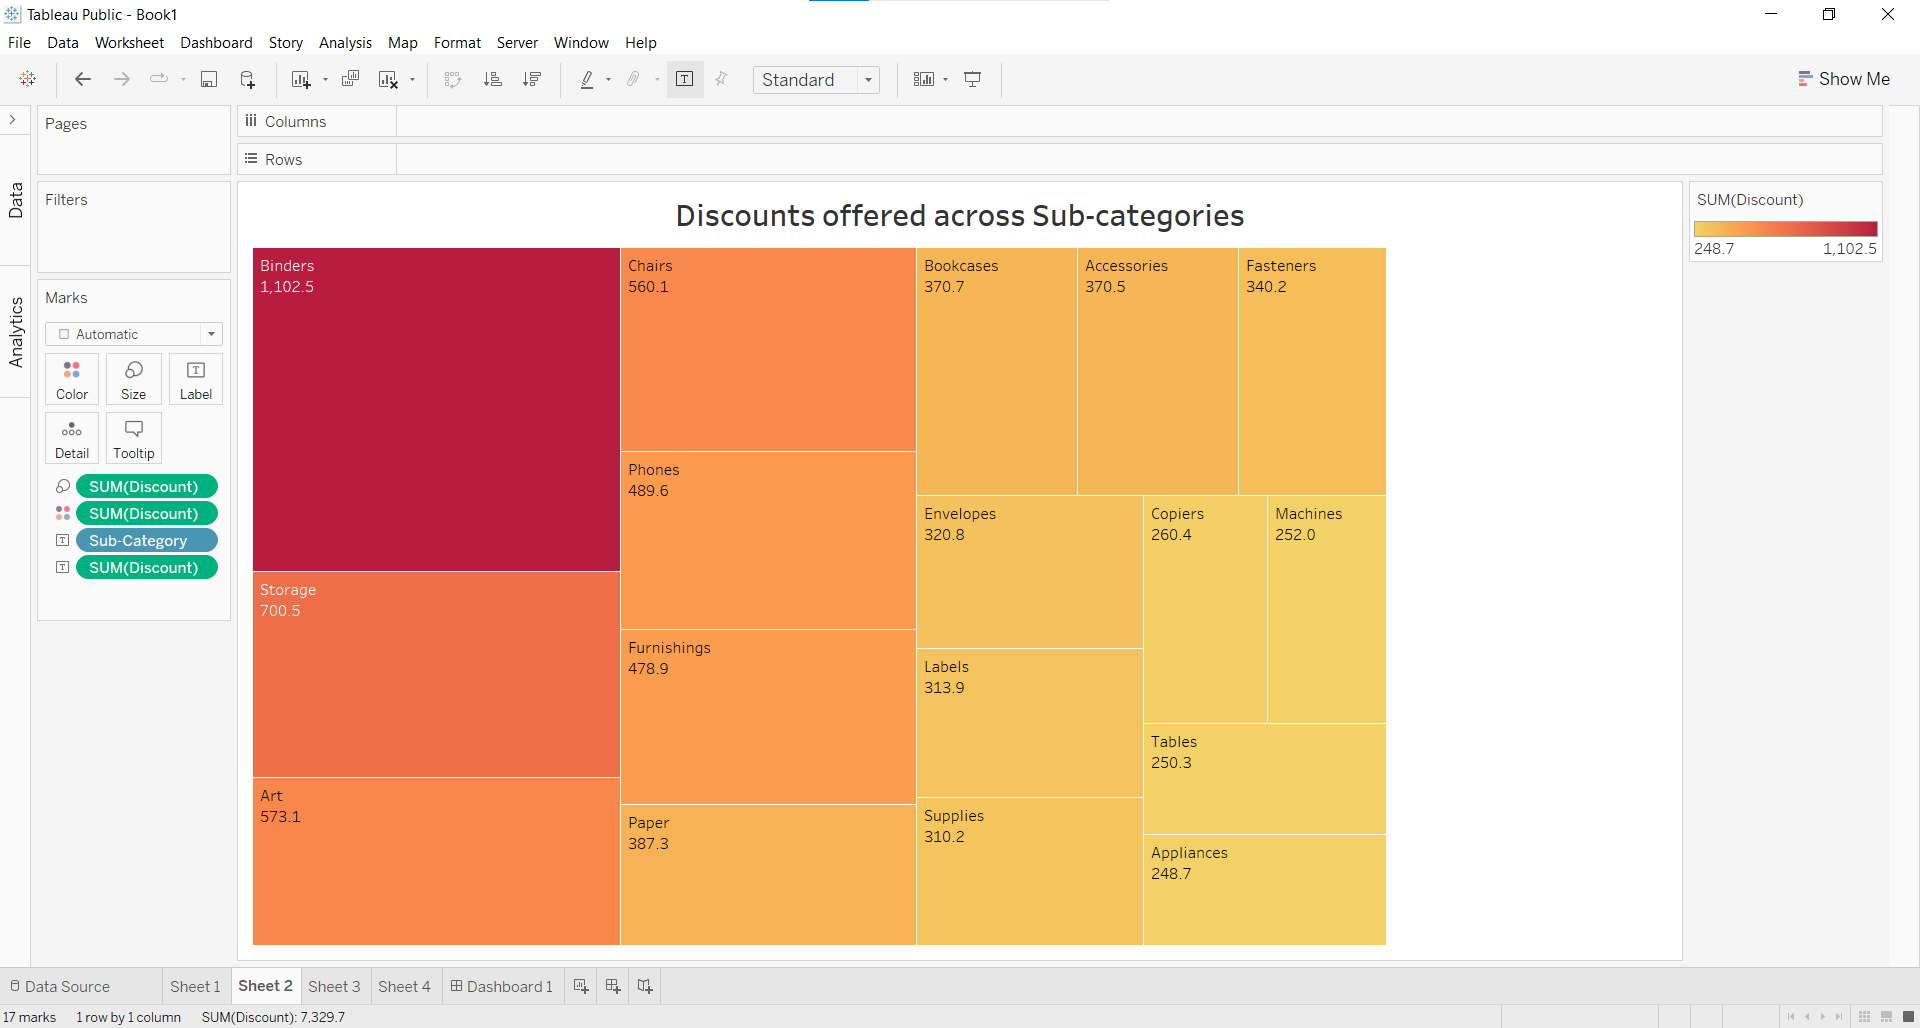 Tableau Public - Book1
File Data Worksheet Dashboard Story Analysis Map Format Server Window Help
Standard
Show Me
Pages
Columns
Rows
Data
Analytics
Filters
Marks
Automatic
Color Size Label
Detail Tooltip
SUM(Discount)
SUM(Discount)
Sub-Category
SUM(Discount)
Discounts offered across Sub-categories
Binders
1,102.5
Storage
700.5
Art
573.1
Chairs
560.1
Phones
489.6
Furnishings
478.9
Paper
387.3
Bookcases
370.7
Accessories
370.5
Fasteners
340.2
Envelopes
320.8
Labels
313.9
Supplies
310.2
Copiers
260.4
Machines
252.0
Tables
250.3
Appliances
248.7
SUM(Discount)
248.7 1,102.5
Data Source Sheet 1 Sheet 2 Sheet 3 Sheet 4 Dashboard 1
17 marks 1 row by 1 column SUM(Discount): 7,329.7